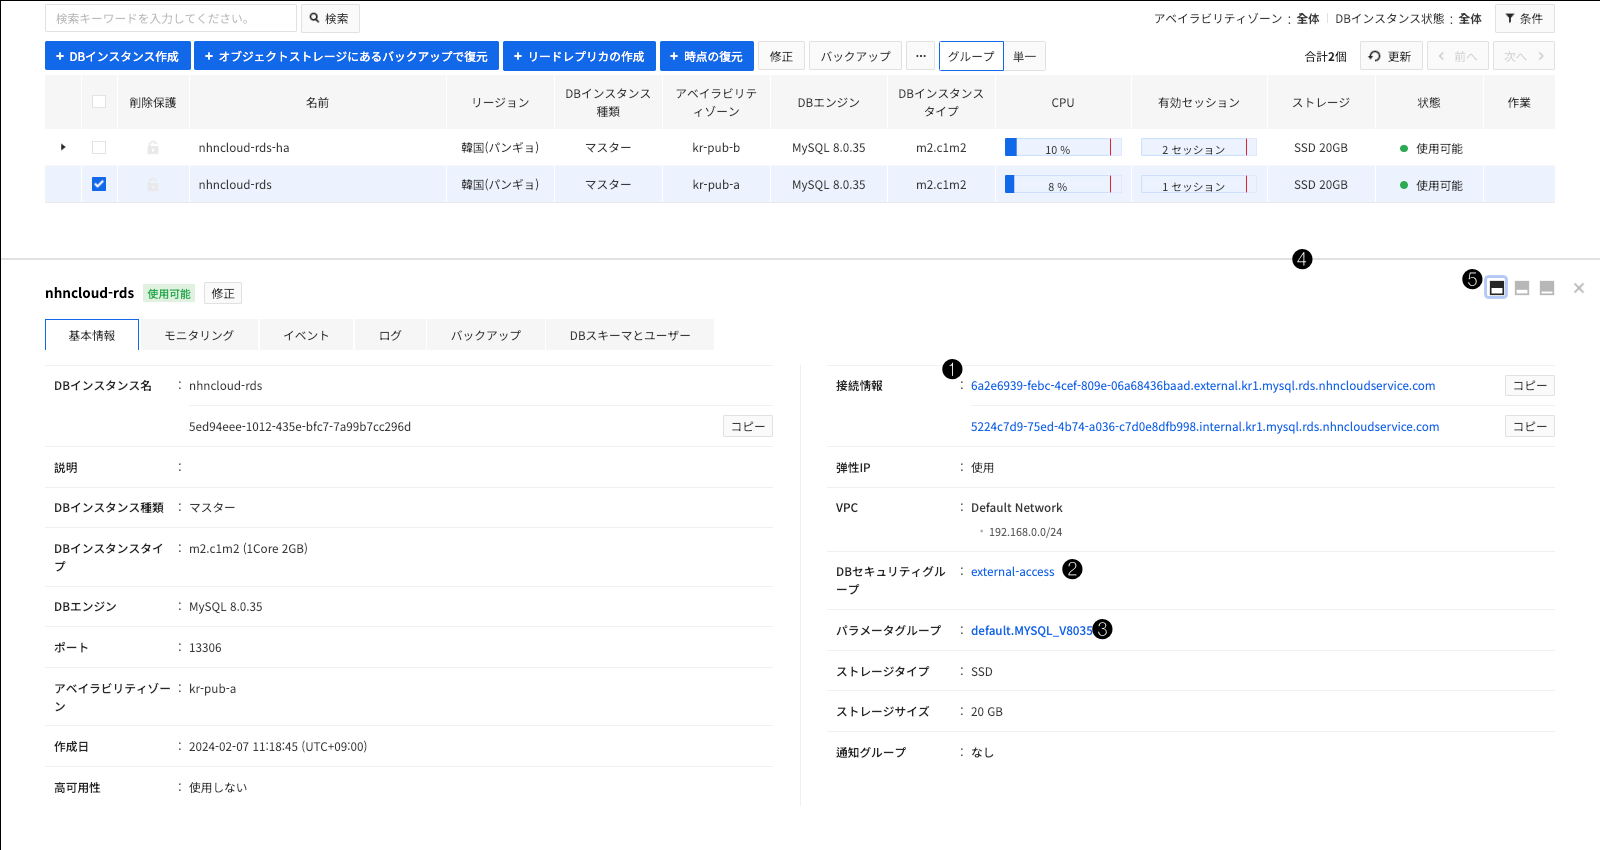 検索キーワードを入力してください。 検索 アベイラビリティゾーン : 全体 DBインスタンス状態 : 全体 条件
+ DBインスタンス作成 + オブジェクトストレージにあるバックアップで復元 + リードレプリカの作成 + 時点の復元 修正 バックアップ ... グループ 単一 合計2個 更新 < 前へ 次へ >
削除保護 名前 リージョン DBインスタンス種類 アベイラビリティゾーン DBエンジン DBインスタンスタイプ CPU 有効セッション ストレージ 状態 作業
nhncloud-rds-ha 韓国(パンギョ) マスター kr-pub-b MySQL 8.0.35 m2.c1m2 10 % 2 セッション SSD 20GB 使用可能
nhncloud-rds 韓国(パンギョ) マスター kr-pub-a MySQL 8.0.35 m2.c1m2 8 % 1 セッション SSD 20GB 使用可能
❹
nhncloud-rds 使用可能 修正 ❺
基本情報 モニタリング イベント ログ バックアップ DBスキーマとユーザー
DBインスタンス名 : nhncloud-rds
5ed94eee-1012-435e-bfc7-7a99b7cc296d コピー
説明 :
DBインスタンス種類 : マスター
DBインスタンスタイ : m2.c1m2 (1Core 2GB)
プ
DBエンジン : MySQL 8.0.35
ポート : 13306
アベイラビリティゾー : kr-pub-a
ン
作成日 : 2024-02-07 11:18:45 (UTC+09:00)
高可用性 : 使用しない
❶
接続情報 : 6a2e6939-febc-4cef-809e-06a68436baad.external.kr1.mysql.rds.nhncloudservice.com コピー
5224c7d9-75ed-4b74-a036-c7d0e8dfb998.internal.kr1.mysql.rds.nhncloudservice.com コピー
弾性IP : 使用
VPC : Default Network
・ 192.168.0.0/24
DBセキュリティグル : external-access ❷
ープ
パラメータグループ : default.MYSQL_V8035 ❸
ストレージタイプ : SSD
ストレージサイズ : 20 GB
通知グループ : なし